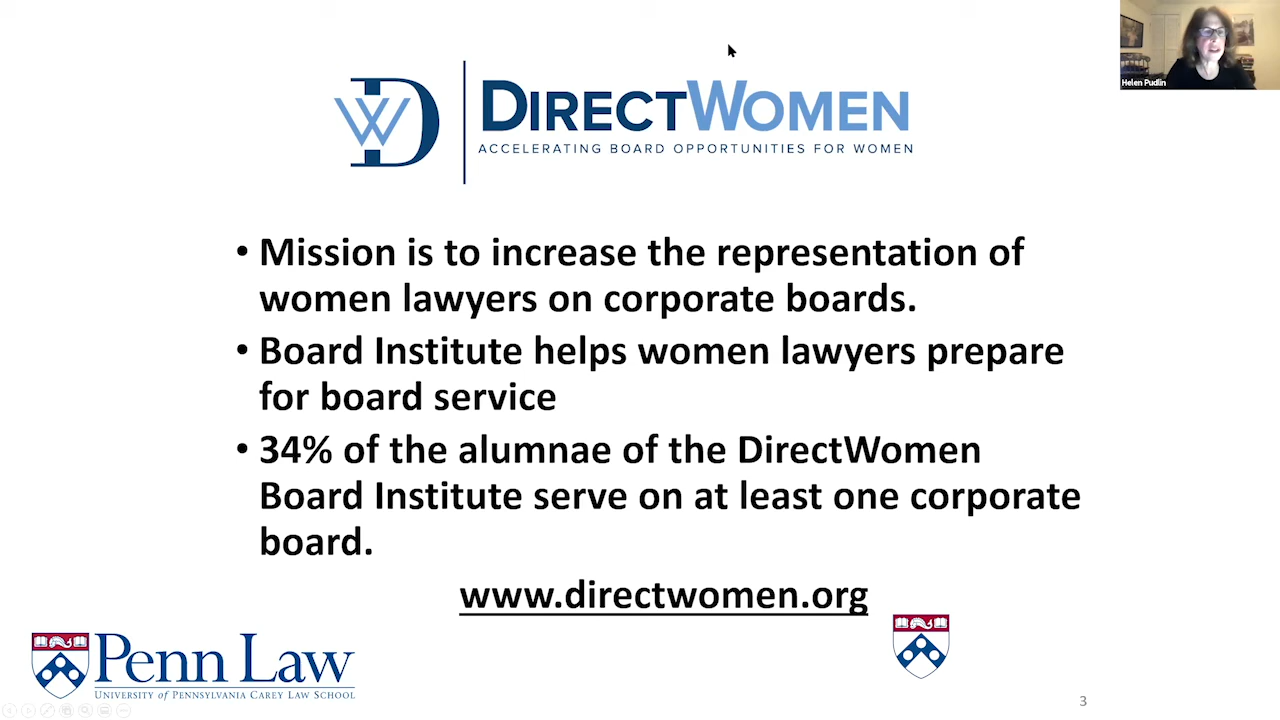 Helen Pudlin
DW
DIRECTWOMEN
ACCELERATING BOARD OPPORTUNITIES FOR WOMEN
• Mission is to increase the representation of
women lawyers on corporate boards.
• Board Institute helps women lawyers prepare
for board service
• 34% of the alumnae of the DirectWomen
Board Institute serve on at least one corporate
board.
www.directwomen.org
Penn Law
UNIVERSITY of PENNSYLVANIA CAREY LAW SCHOOL
3